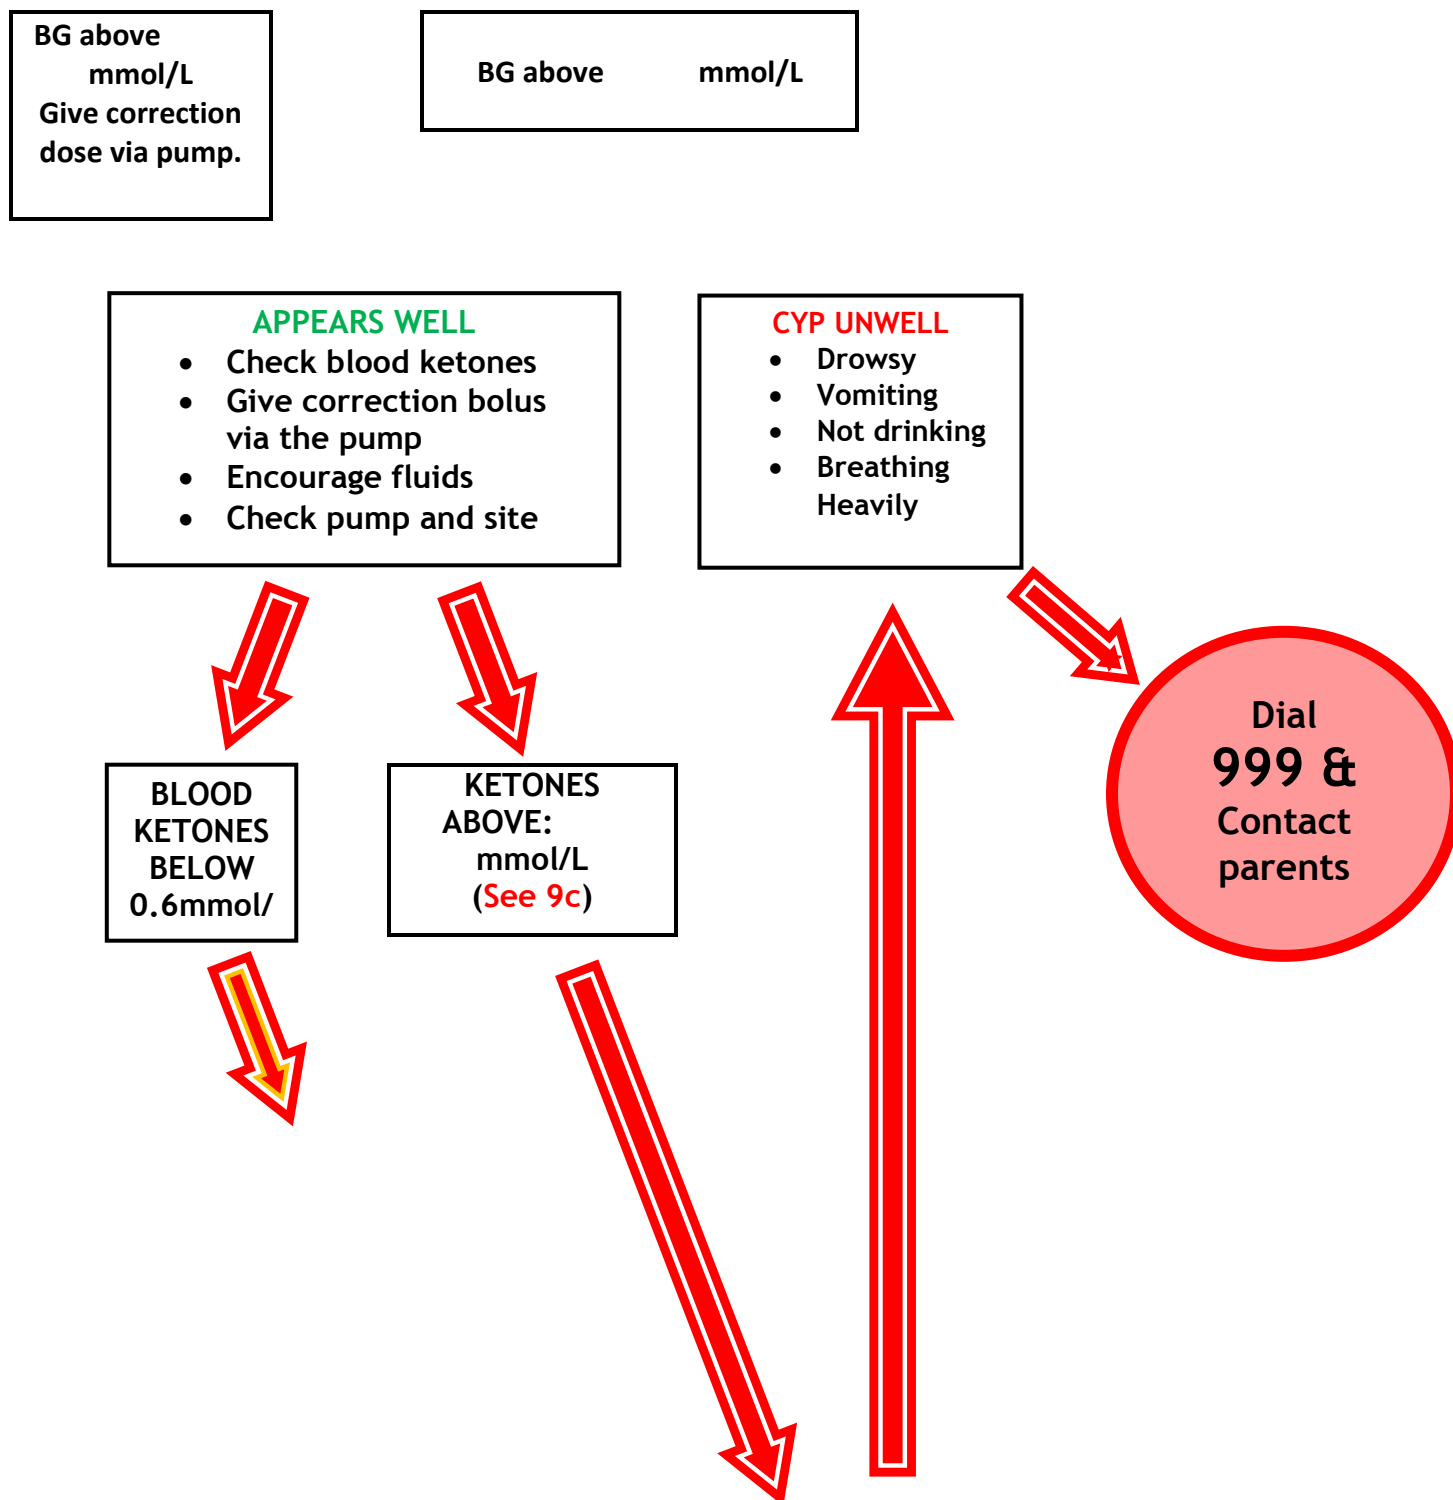 BG above
mmol/L
Give correction
dose via pump.
BG above mmol/L
APPEARS WELL
• Check blood ketones
• Give correction bolus
via the pump
• Encourage fluids
• Check pump and site
CYP UNWELL
• Drowsy
• Vomiting
• Not drinking
• Breathing
Heavily
BLOOD
KETONES
BELOW
0.6mmol/
KETONES
ABOVE:
mmol/L
(See 9c)
Dial
999 &
Contact
parents